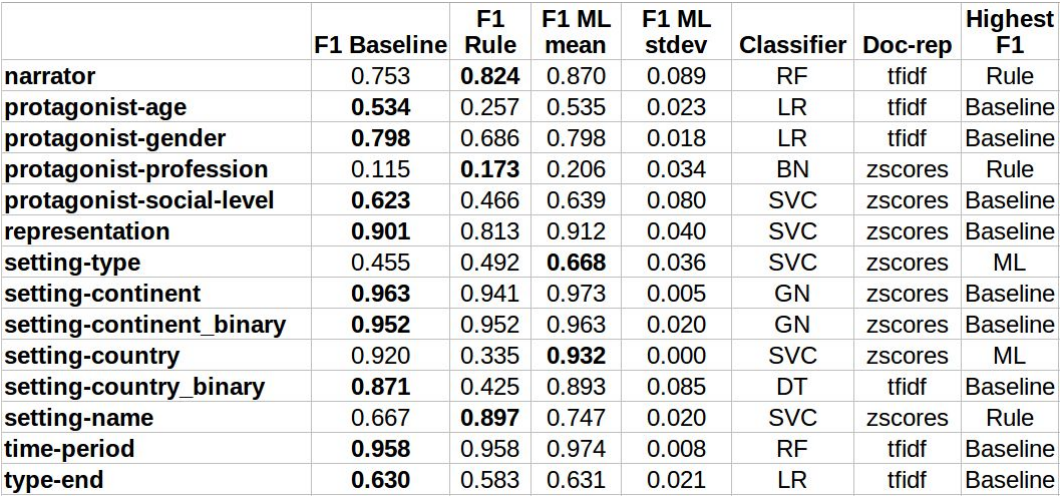 F1 Baseline F1 Rule F1 ML mean F1 ML stdev Classifier Doc-rep Highest F1
narrator 0.753 0.824 0.870 0.089 RF tfidf Rule
protagonist-age 0.534 0.257 0.535 0.023 LR tfidf Baseline
protagonist-gender 0.798 0.686 0.798 0.018 LR tfidf Baseline
protagonist-profession 0.115 0.173 0.206 0.034 BN zscores Rule
protagonist-social-level 0.623 0.466 0.639 0.080 SVC zscores Baseline
representation 0.901 0.813 0.912 0.040 SVC zscores Baseline
setting-type 0.455 0.492 0.668 0.036 SVC zscores ML
setting-continent 0.963 0.941 0.973 0.005 GN zscores Baseline
setting-continent_binary 0.952 0.952 0.963 0.020 GN zscores Baseline
setting-country 0.920 0.335 0.932 0.000 SVC zscores ML
setting-country_binary 0.871 0.425 0.893 0.085 DT tfidf Baseline
setting-name 0.667 0.897 0.747 0.020 SVC zscores Rule
time-period 0.958 0.958 0.974 0.008 RF tfidf Baseline
type-end 0.630 0.583 0.631 0.021 LR tfidf Baseline